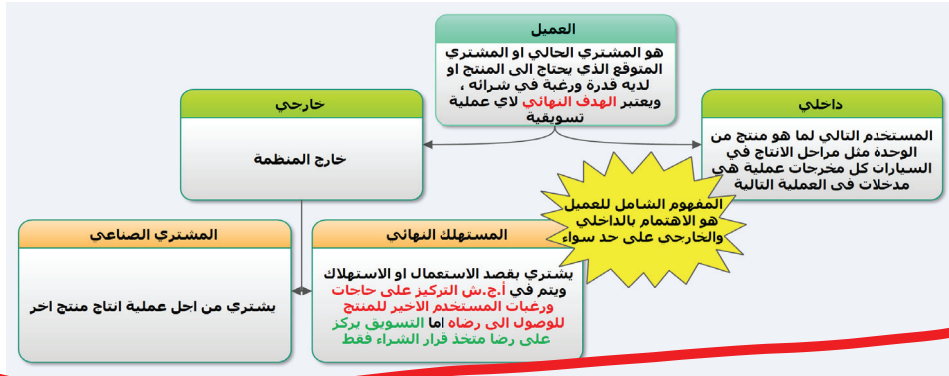 العميل
هو المشتري الحالي او المشتري
المتوقع الذي يحتاج الى المنتج او
لديه قدرة ورغبة في شرائه ،
ويعتبر الهدف النهائي لاي عملية
تسويقية
داخلي
المستخدم التالي لما هو منتج من
الوحدة مثل مراحل الانتاج في
السيارات كل مخرجات عملية هي
مدخلات في العملية التالية
خارجي
خارج المنظمة
المفهوم الشامل للعميل
هو الاهتمام بالداخلي
والخارجي على حد سواء
المستهلك النهائي
يشتري بقصد الاستعمال او الاستهلاك
ويتم في أ.ج.ش التركيز على حاجات
ورغبات المستخدم الاخير للمنتج
للوصول الى رضاه اما التسويق يركز
على رضا متخذ قرار الشراء فقط
المشتري الصناعي
يشتري من اجل عملية انتاج منتج اخر